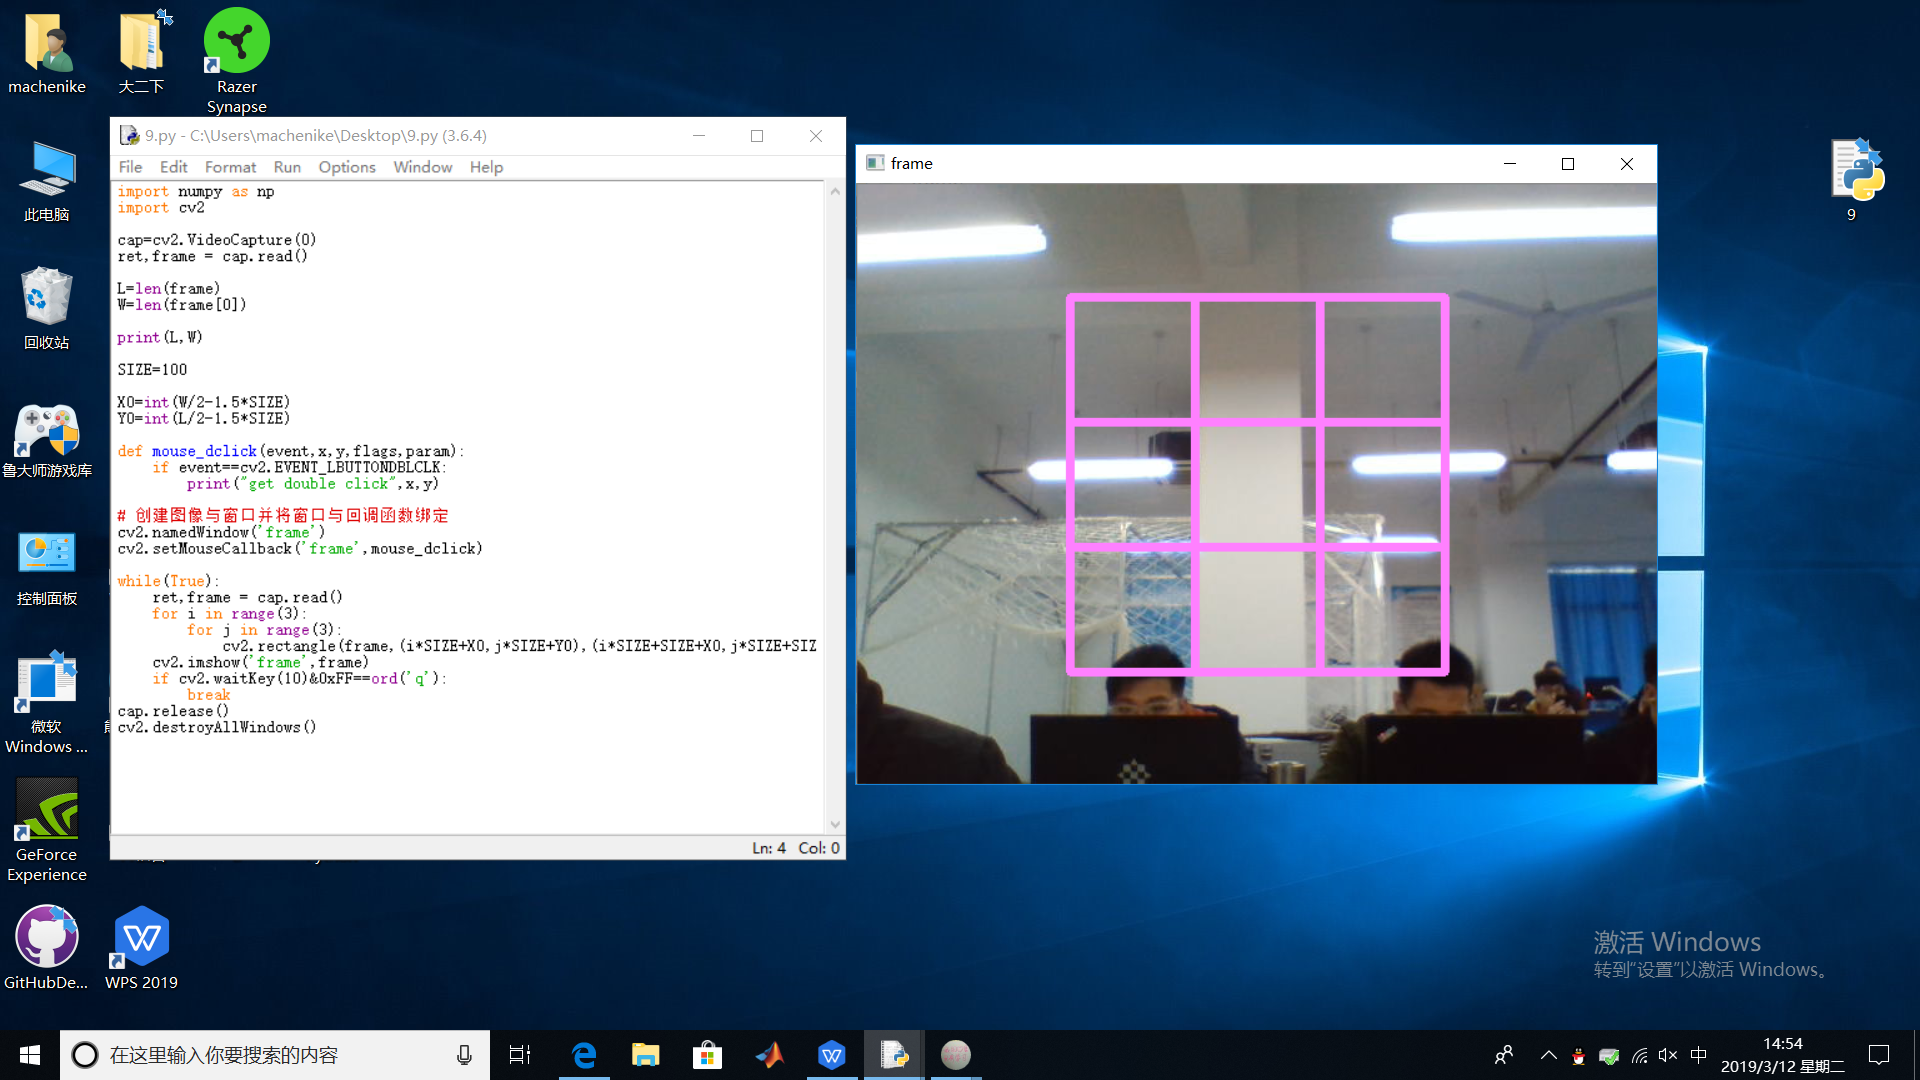 machenike
大二下
Razer
Synapse
此电脑
回收站
鲁大师游戏库
控制面板
微软
Windows ...
GeForce
Experience
GitHubDe...
WPS 2019
9.py - C:\Users\machenike\Desktop\9.py (3.6.4)
File Edit Format Run Options Window Help
import numpy as np
import cv2
cap=cv2.VideoCapture(0)
ret,frame = cap.read()
L=len(frame)
W=len(frame[0])
print(L,W)
SIZE=100
X0=int(W/2-1.5*SIZE)
Y0=int(L/2-1.5*SIZE)
def mouse_dclick(event,x,y,flags,param):
    if event==cv2.EVENT_LBUTTONDBLCLK:
        print("get double click",x,y)
# 创建图像与窗口并将窗口与回调函数绑定
cv2.namedWindow('frame')
cv2.setMouseCallback('frame',mouse_dclick)
while(True):
    ret,frame = cap.read()
    for i in range(3):
        for j in range(3):
            cv2.rectangle(frame,(i*SIZE+X0,j*SIZE+Y0),(i*SIZE+SIZE+X0,j*SIZE+SIZ
    cv2.imshow('frame',frame)
    if cv2.waitKey(10)&0xFF==ord('q'):
        break
cap.release()
cv2.destroyAllWindows()
Ln: 4 Col: 0
frame
9
激活 Windows
转到"设置"以激活 Windows。
在这里输入你要搜索的内容
中
14:54
2019/3/12 星期二